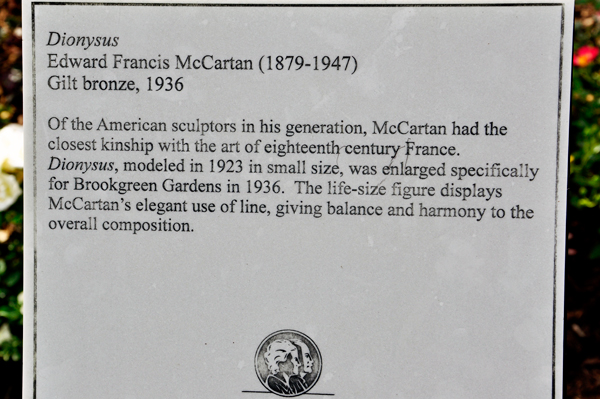 Dionysus
Edward Francis McCartan (1879-1947)
Gilt bronze, 1936
Of the American sculptors in his generation, McCartan had the
closest kinship with the art of eighteenth century France.
Dionysus, modeled in 1923 in small size, was enlarged specifically
for Brookgreen Gardens in 1936. The life-size figure displays
McCartan's elegant use of line, giving balance and harmony to the
overall composition.